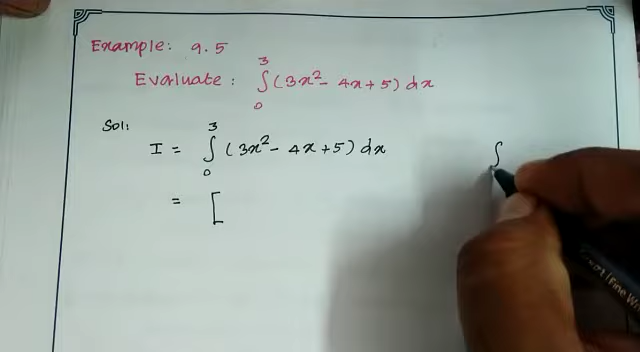 Example: 9.5
Evaluate: ∫₀³ (3x² - 4x + 5) dx
Sol:
I = ∫₀³ (3x² - 4x + 5) dx
= [
∫